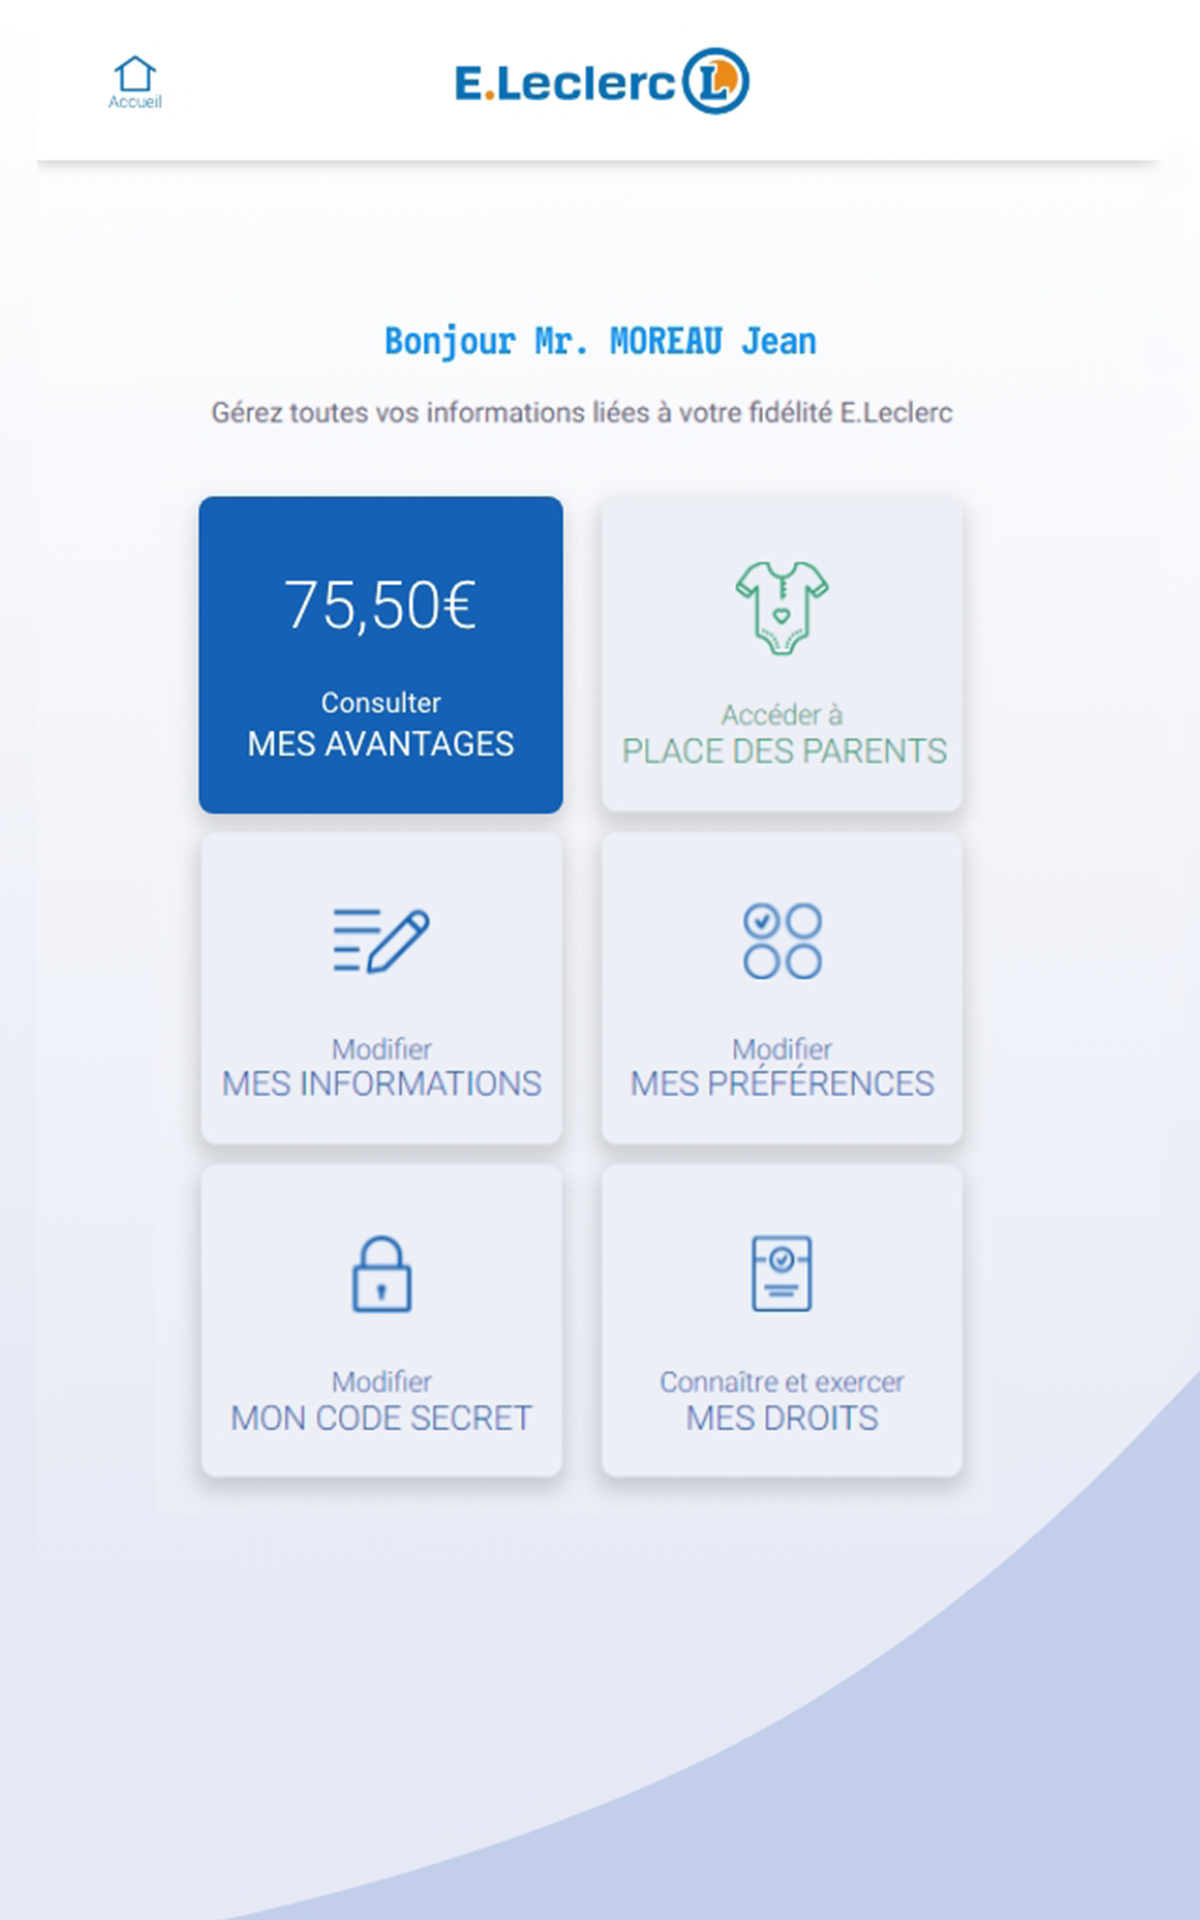 Accueil
E.Leclerc L
Bonjour Mr. MOREAU Jean
Gérez toutes vos informations liées à votre fidélité E.Leclerc
75,50€
Consulter
MES AVANTAGES
Accéder à
PLACE DES PARENTS
Modifier
MES INFORMATIONS
Modifier
MES PRÉFÉRENCES
Modifier
MON CODE SECRET
Connaître et exercer
MES DROITS